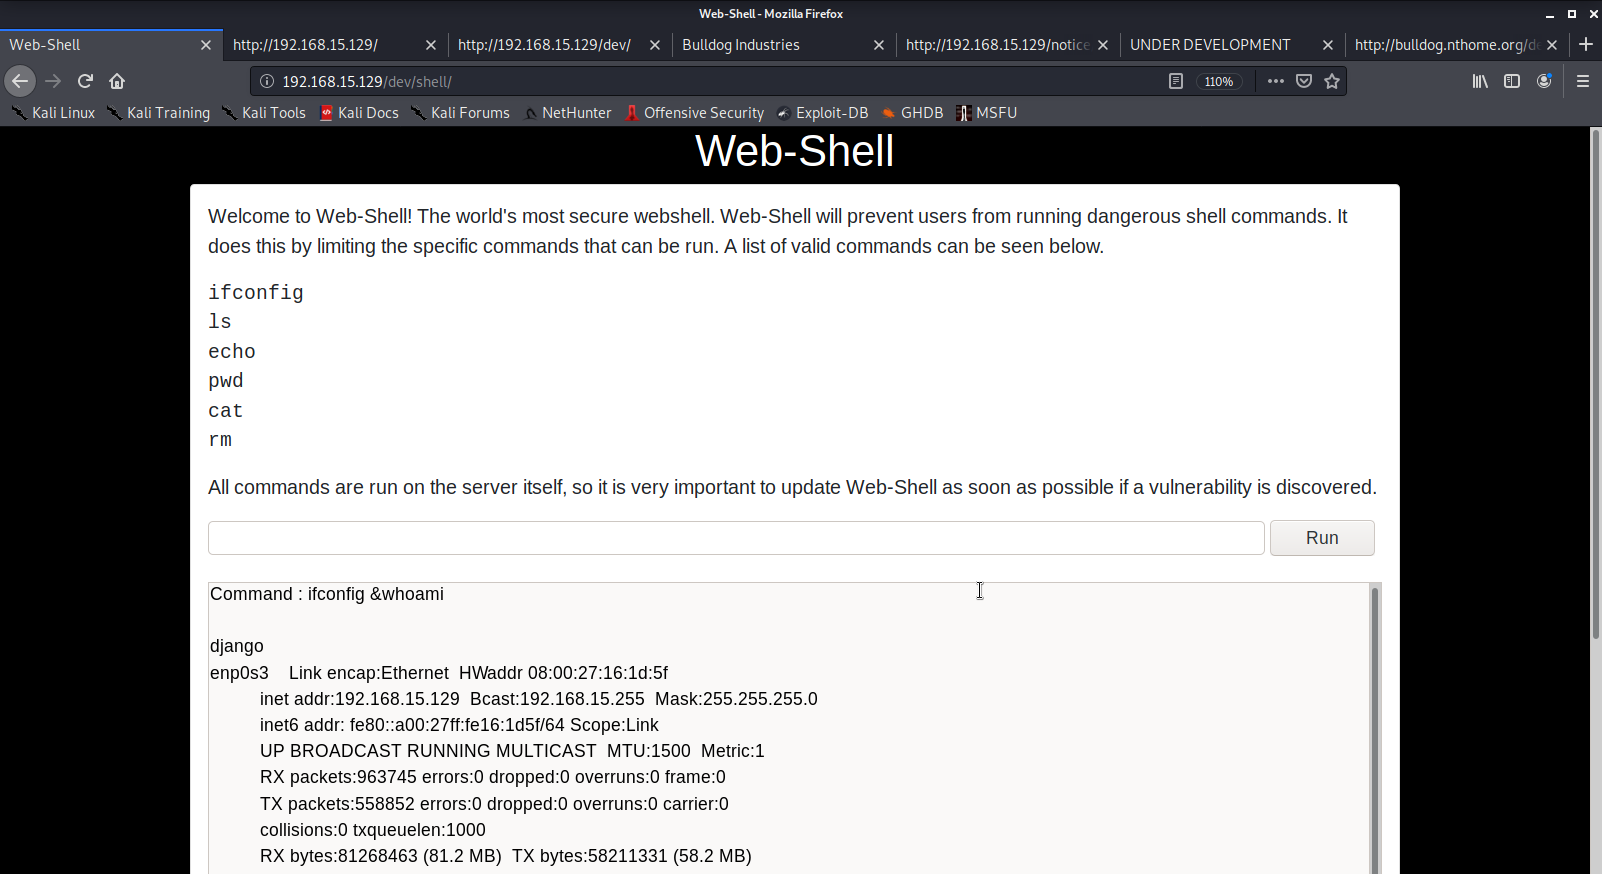 Web-Shell - Mozilla Firefox
Web-Shell
http://192.168.15.129/
http://192.168.15.129/dev/
Bulldog Industries
http://192.168.15.129/notice
UNDER DEVELOPMENT
http://bulldog.nthome.org/d
192.168.15.129/dev/shell/
110%
Kali Linux
Kali Training
Kali Tools
Kali Docs
Kali Forums
NetHunter
Offensive Security
Exploit-DB
GHDB
MSFU
Web-Shell
Welcome to Web-Shell! The world's most secure webshell. Web-Shell will prevent users from running dangerous shell commands. It
does this by limiting the specific commands that can be run. A list of valid commands can be seen below.
ifconfig
ls
echo
pwd
cat
rm
All commands are run on the server itself, so it is very important to update Web-Shell as soon as possible if a vulnerability is discovered.
Run
Command : ifconfig &whoami
django
enp0s3 Link encap:Ethernet HWaddr 08:00:27:16:1d:5f
inet addr:192.168.15.129 Bcast:192.168.15.255 Mask:255.255.255.0
inet6 addr: fe80::a00:27ff:fe16:1d5f/64 Scope:Link
UP BROADCAST RUNNING MULTICAST MTU:1500 Metric:1
RX packets:963745 errors:0 dropped:0 overruns:0 frame:0
TX packets:558852 errors:0 dropped:0 overruns:0 carrier:0
collisions:0 txqueuelen:1000
RX bytes:81268463 (81.2 MB) TX bytes:58211331 (58.2 MB)